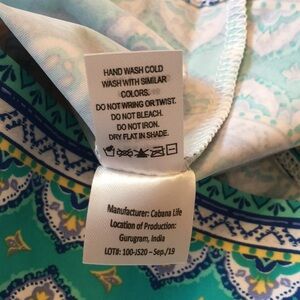 HAND WASH COLD
WASH WITH SIMILAR
COLORS.
DO NOT WRING OR TWIST.
DO NOT BLEACH.
DO NOT IRON.
DRY FLAT IN SHADE.
Manufacturer: Cabana Life
Location of Production:
Gurugram, India
LOT#: 100-JS20 – Sep./19